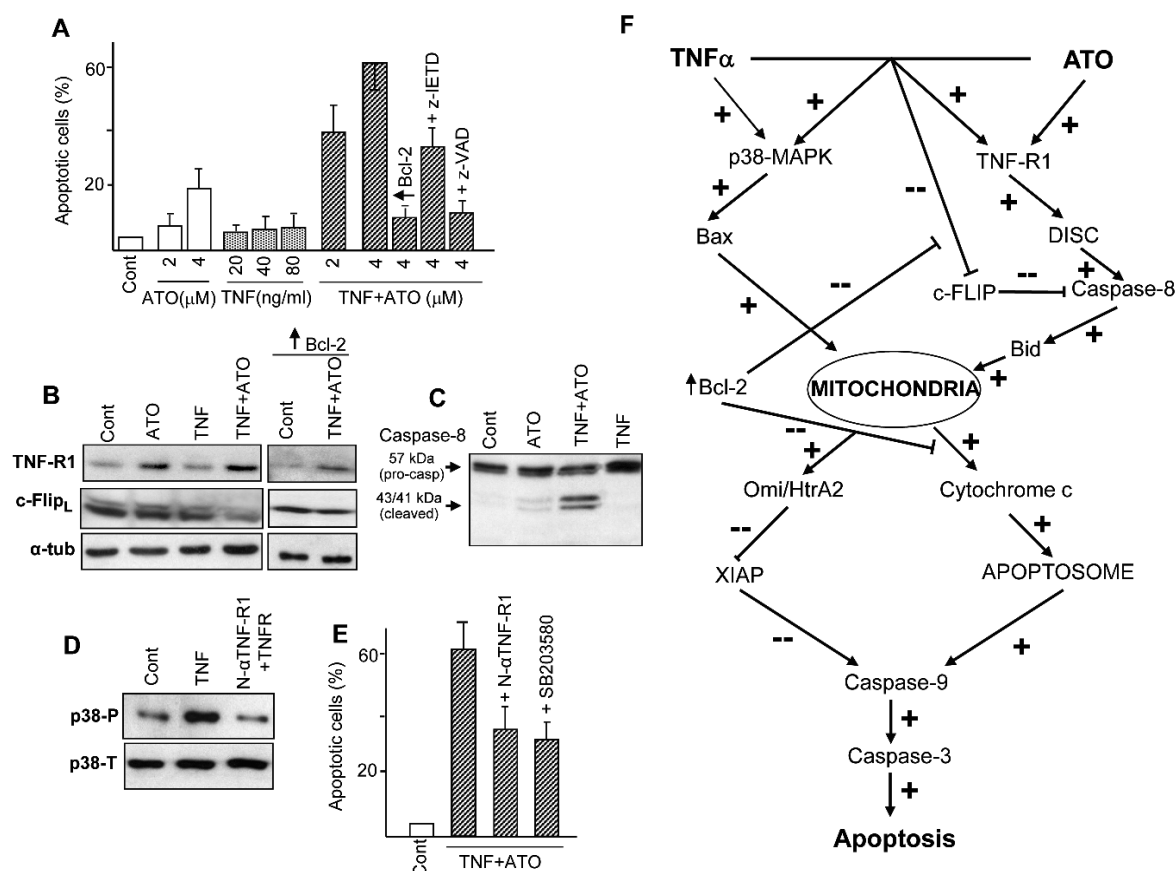 A
Apoptotic cells (%)
60
20
Cont
2
4
20
40
80
2
4
4
4
4
↑Bcl-2
+ z-IETD
+ z-VAD
ATO(μM)
TNF(ng/ml)
TNF+ATO (μM)
B
↑ Bcl-2
Cont
ATO
TNF
TNF+ATO
Cont
TNF+ATO
TNF-R1
c-FlipL
α-tub
C
Caspase-8
Cont
ATO
TNF+ATO
TNF
57 kDa
(pro-casp)
43/41 kDa
(cleaved)
D
Cont
TNF
N-αTNF-R1
+TNFR
p38-P
p38-T
E
Apoptotic cells (%)
60
20
Cont
+ N-αTNF-R1
+ SB203580
TNF+ATO
F
TNFα
ATO
+
+
+
+
p38-MAPK
TNF-R1
+
--
+
Bax
DISC
--
+
c-FLIP
--
Caspase-8
+
+
Bid
↑Bcl-2
MITOCHONDRIA
+
--
+
+
Omi/HtrA2
Cytochrome c
--
+
XIAP
APOPTOSOME
--
+
Caspase-9
+
Caspase-3
+
Apoptosis